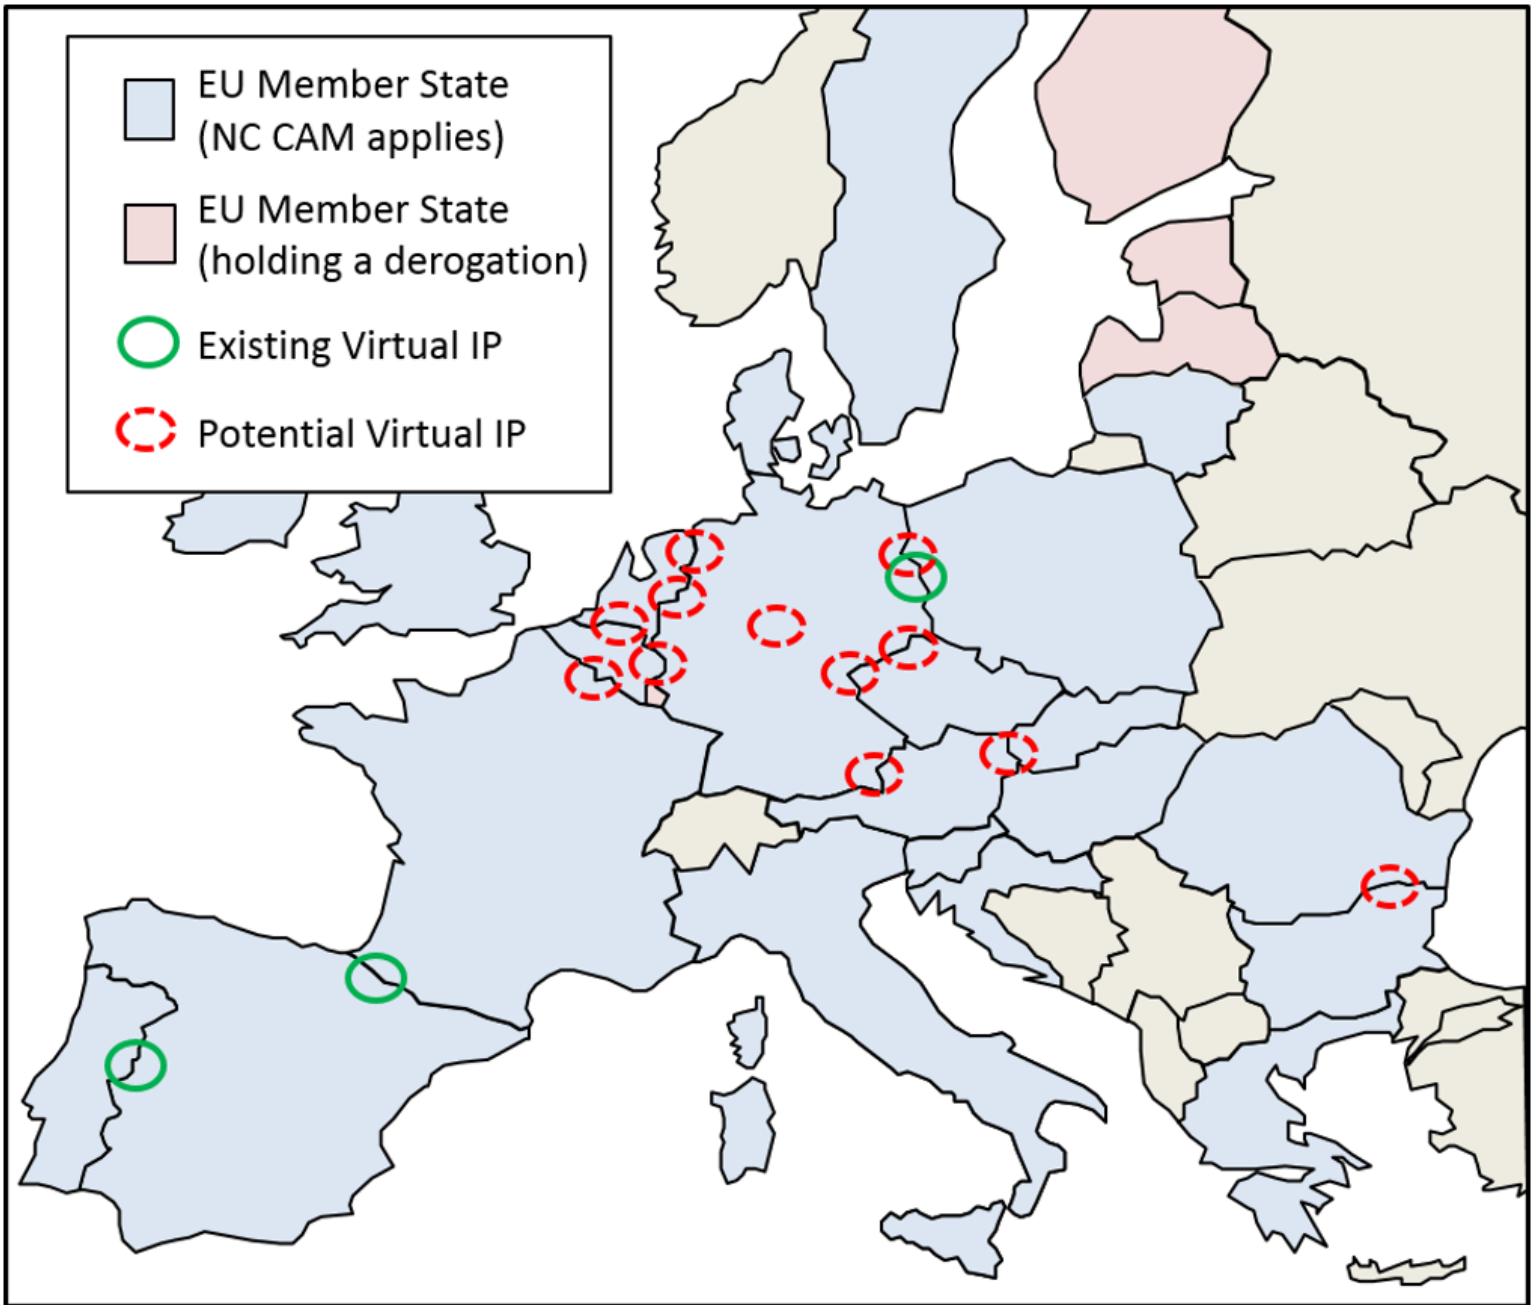 EU Member State
(NC CAM applies)
EU Member State
(holding a derogation)
Existing Virtual IP
Potential Virtual IP